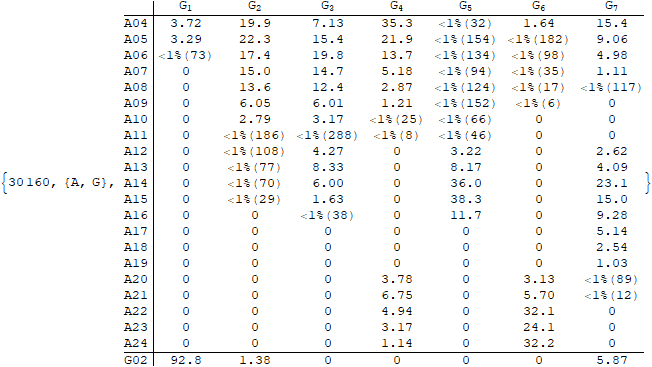 G1 G2 G3 G4 G5 G6 G7
A04 3.72 19.9 7.13 35.3 <1%(32) 1.64 15.4
A05 3.29 22.3 15.4 21.9 <1%(154) <1%(182) 9.06
A06 <1%(73) 17.4 19.8 13.7 <1%(134) <1%(98) 4.98
A07 0 15.0 14.7 5.18 <1%(94) <1%(35) 1.11
A08 0 13.6 12.4 2.87 <1%(124) <1%(17) <1%(117)
A09 0 6.05 6.01 1.21 <1%(152) <1%(6) 0
A10 0 2.79 3.17 <1%(25) <1%(66) 0 0
A11 0 <1%(186) <1%(288) <1%(8) <1%(46) 0 0
A12 0 <1%(108) 4.27 0 3.22 0 2.62
A13 0 <1%(77) 8.33 0 8.17 0 4.09
{30160, {A, G}, A14 0 <1%(70) 6.00 0 36.0 0 23.1 }
A15 0 <1%(29) 1.63 0 38.3 0 15.0
A16 0 0 <1%(38) 0 11.7 0 9.28
A17 0 0 0 0 0 0 5.14
A18 0 0 0 0 0 0 2.54
A19 0 0 0 0 0 0 1.03
A20 0 0 0 3.78 0 3.13 <1%(89)
A21 0 0 0 6.75 0 5.70 <1%(12)
A22 0 0 0 4.94 0 32.1 0
A23 0 0 0 3.17 0 24.1 0
A24 0 0 0 1.14 0 32.2 0
G02 92.8 1.38 0 0 0 0 5.87